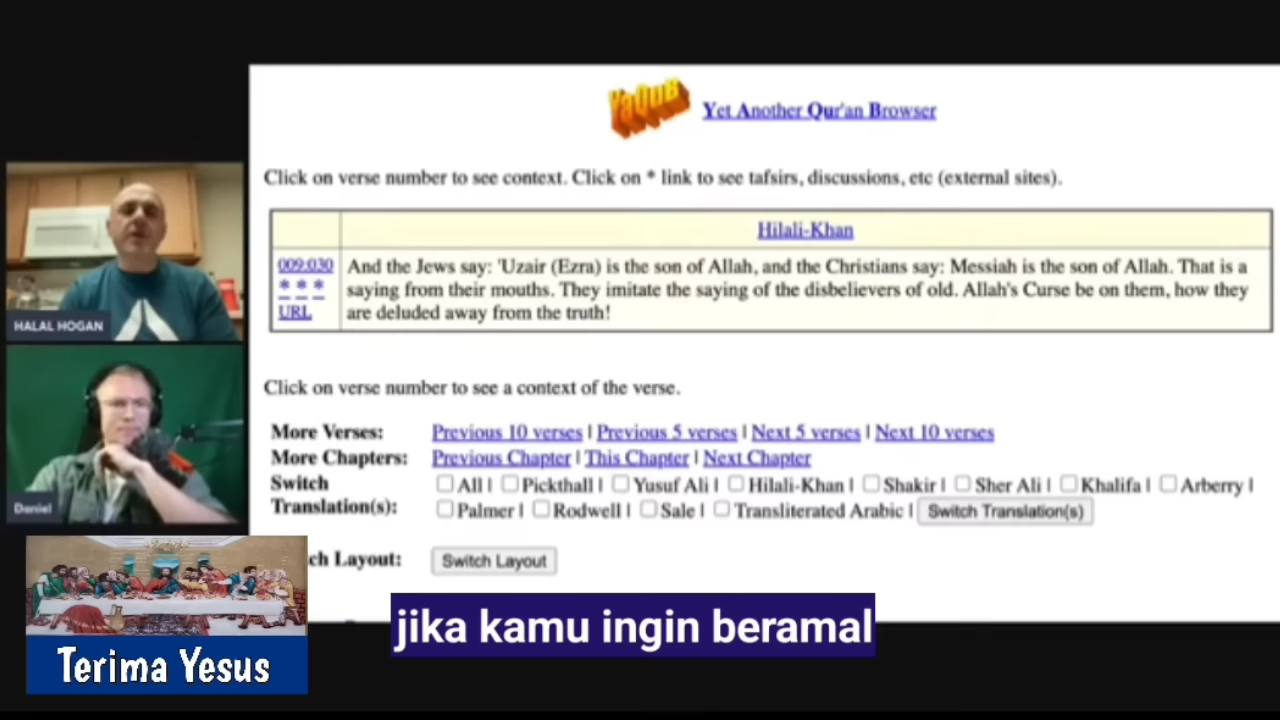 YaQuB
Yet Another Qur'an Browser
Click on verse number to see context. Click on * link to see tafsirs, discussions, etc (external sites).
Hilali-Khan
009:030
* * *
URL
And the Jews say: 'Uzair (Ezra) is the son of Allah, and the Christians say: Messiah is the son of Allah. That is a
saying from their mouths. They imitate the saying of the disbelievers of old. Allah's Curse be on them, how they
are deluded away from the truth!
Click on verse number to see a context of the verse.
More Verses: Previous 10 verses | Previous 5 verses | Next 5 verses | Next 10 verses
More Chapters: Previous Chapter | This Chapter | Next Chapter
Switch Translation(s):
All | Pickthall | Yusuf Ali | Hilali-Khan | Shakir | Sher Ali | Khalifa | Arberry |
Palmer | Rodwell | Sale | Transliterated Arabic | Switch Translation(s)
ch Layout: Switch Layout
HALAL HOGAN
Daniel
jika kamu ingin beramal
Terima Yesus